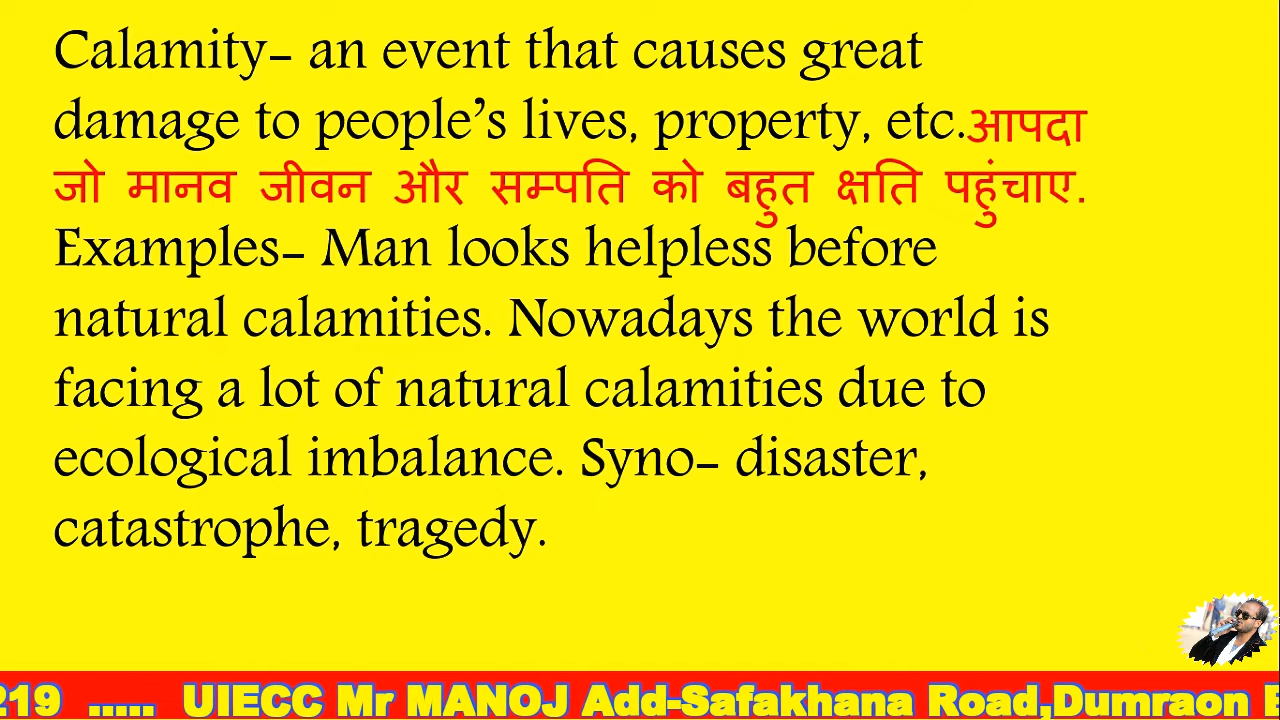 Calamity– an event that causes great
damage to people’s lives, property, etc.आपदा
जो मानव जीवन और सम्पति को बहुत क्षति पहुंचाए.
Examples– Man looks helpless before
natural calamities. Nowadays the world is
facing a lot of natural calamities due to
ecological imbalance. Syno– disaster,
catastrophe, tragedy.
219 ..... UIECC Mr MANOJ Add-Safakhana Road,Dumraon